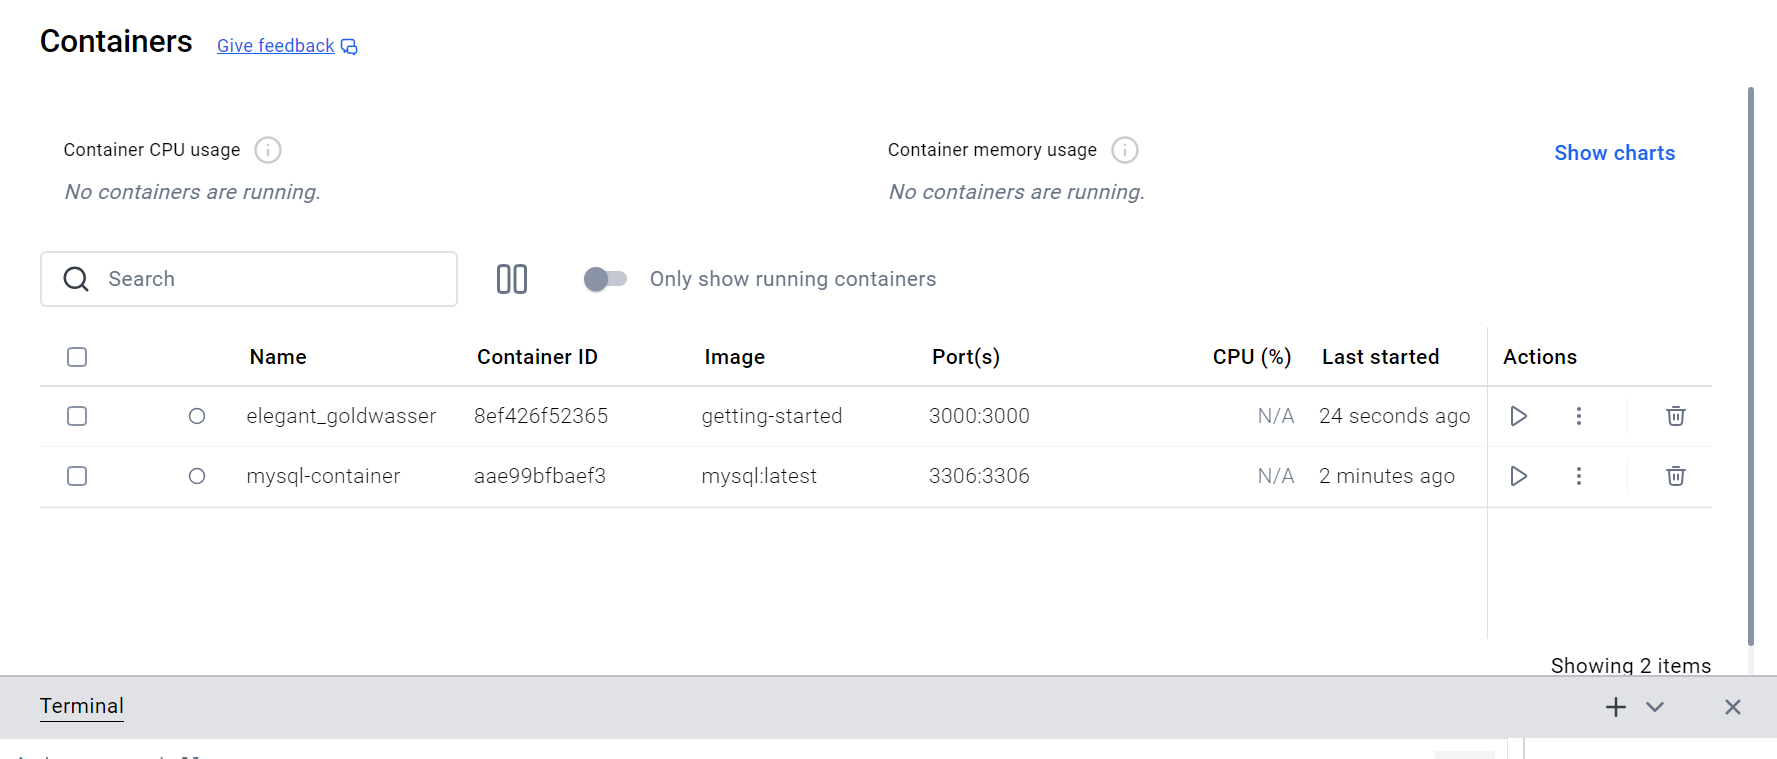 Containers Give feedback
Container CPU usage Container memory usage Show charts
No containers are running. No containers are running.
Search Only show running containers
Name Container ID Image Port(s) CPU (%) Last started Actions
elegant_goldwasser 8ef426f52365 getting-started 3000:3000 N/A 24 seconds ago
mysql-container aae99bfbaef3 mysql:latest 3306:3306 N/A 2 minutes ago
Showing 2 items
Terminal